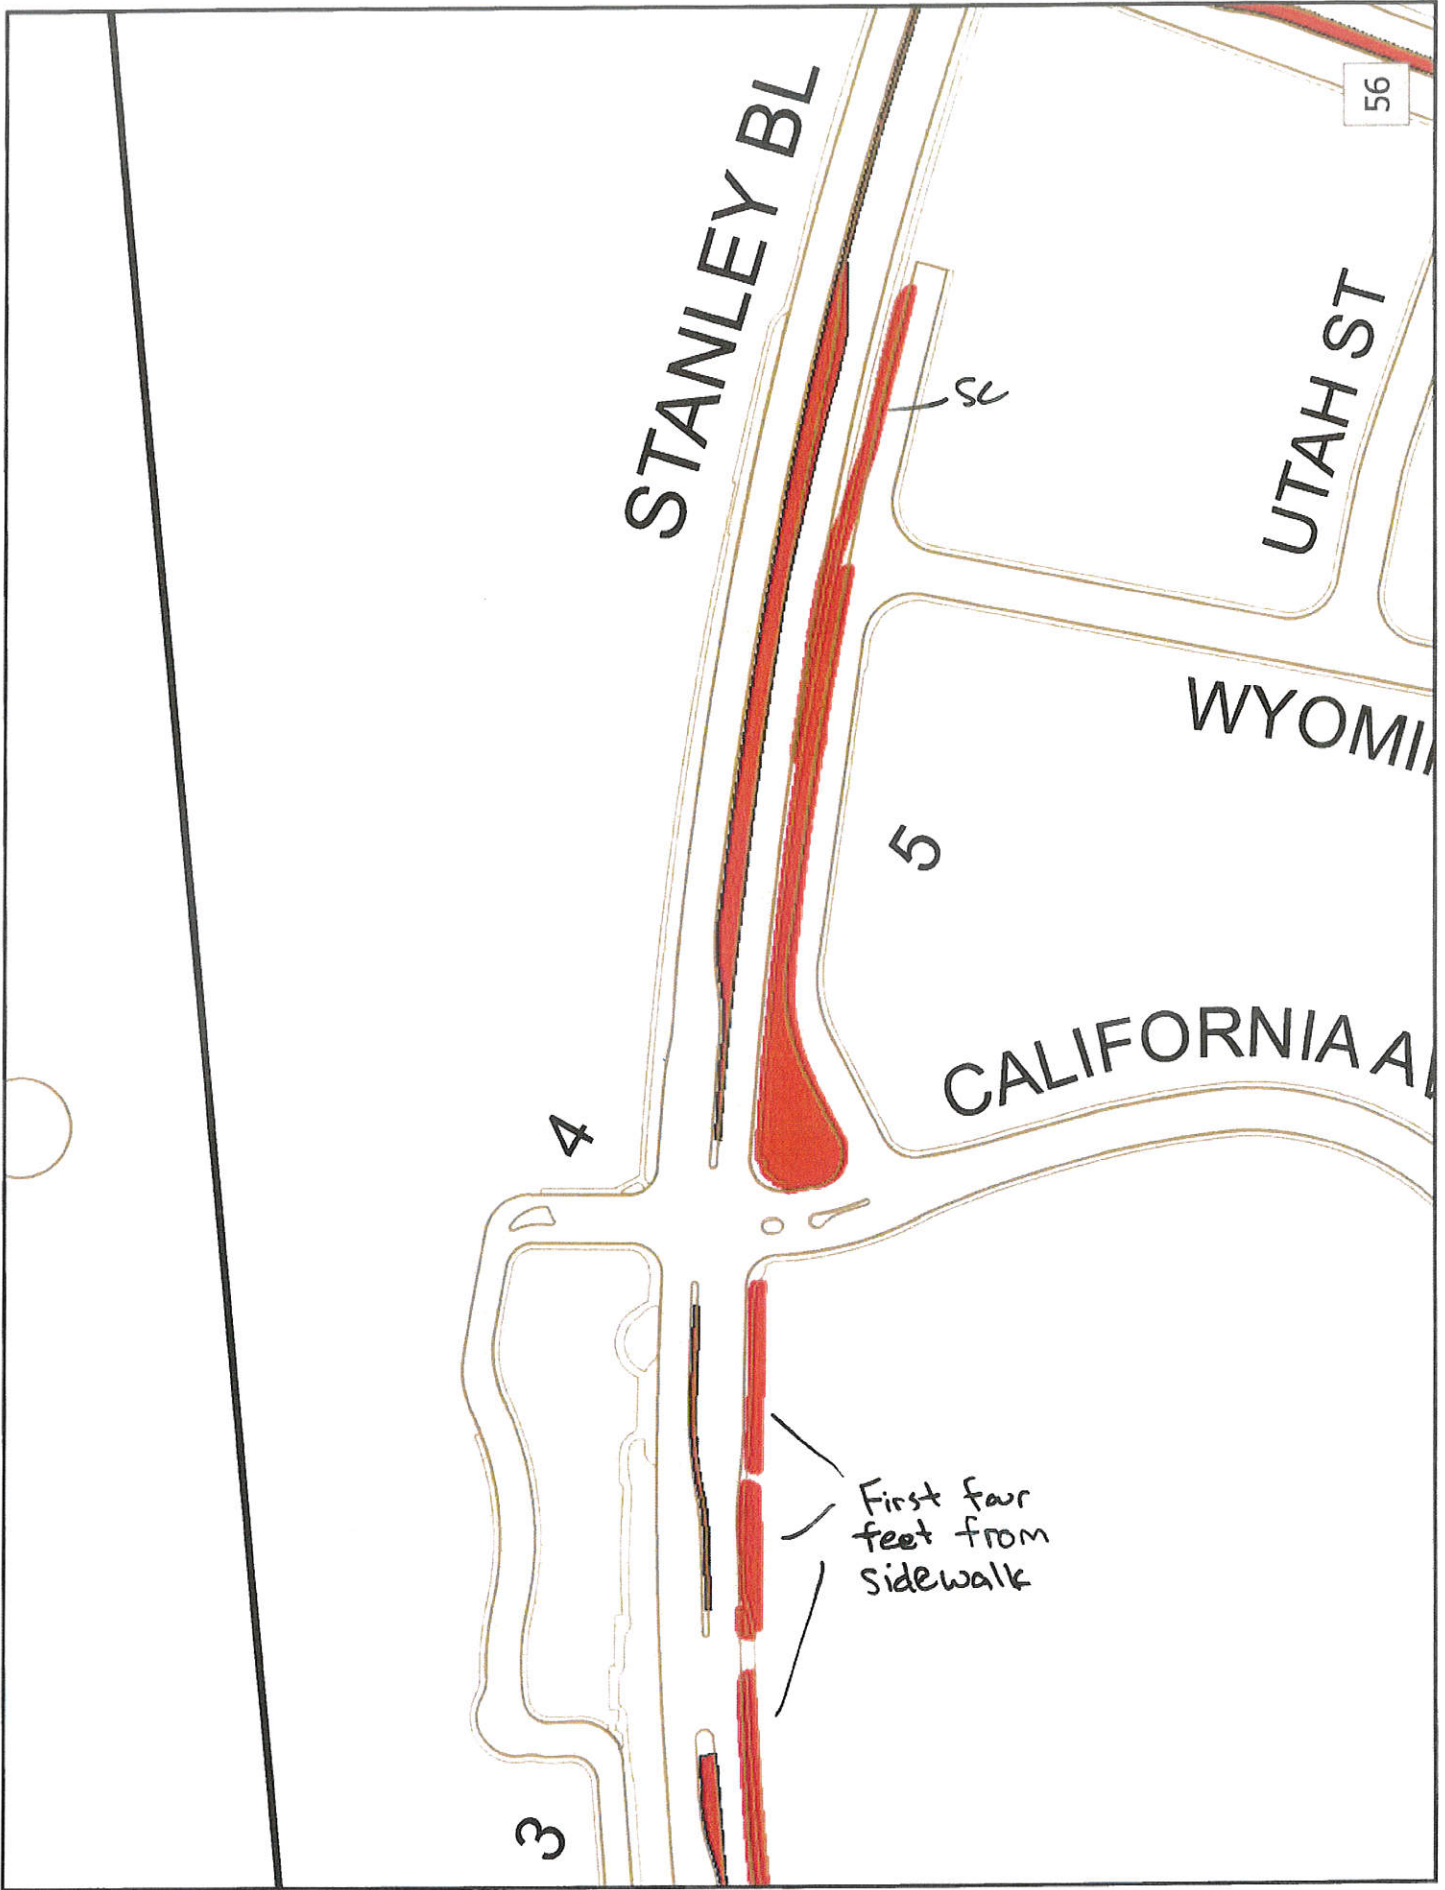 STANLEY BL
56
SC
UTAH ST
WYOMI
5
CALIFORNIA A
4
First four
feet from
sidewalk
3